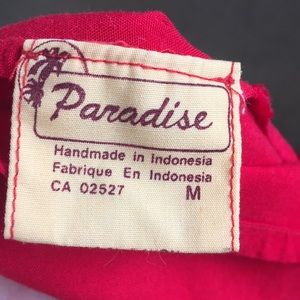 Paradise
Handmade in Indonesia
Fabrique En Indonesia
CA 02527 M